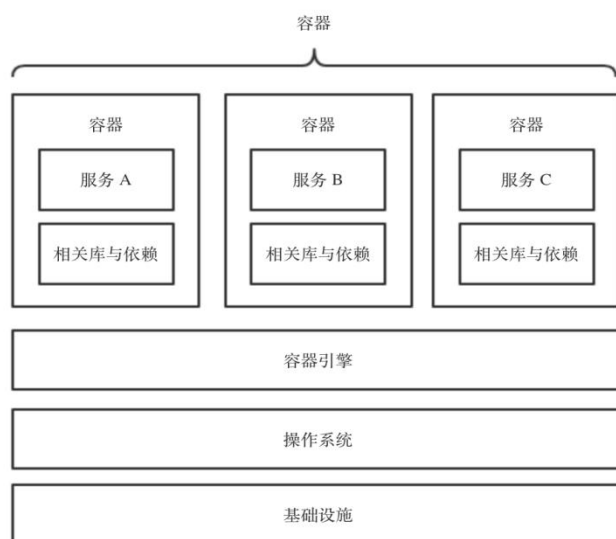 容器
容器
容器
容器
服务 A
服务 B
服务 C
相关库与依赖
相关库与依赖
相关库与依赖
容器引擎
操作系统
基础设施